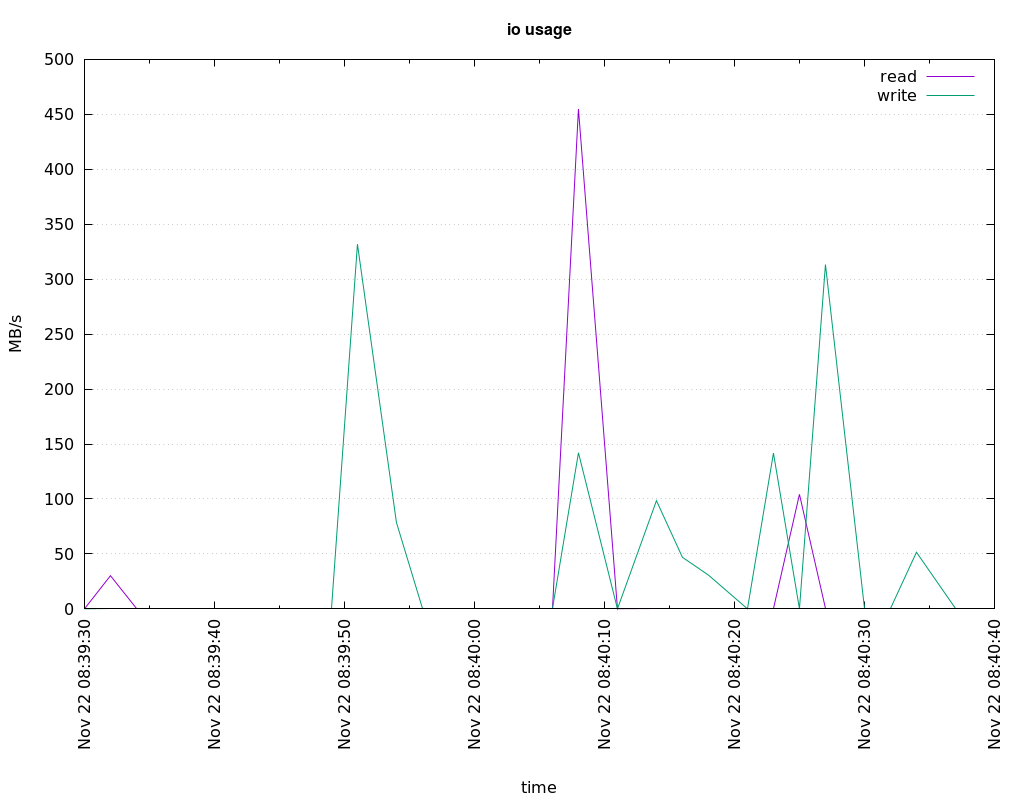 io usage
500
450
400
350
300
250
200
150
100
50
0
MB/s
read
write
Nov 22 08:39:30
Nov 22 08:39:40
Nov 22 08:39:50
Nov 22 08:40:00
Nov 22 08:40:10
Nov 22 08:40:20
Nov 22 08:40:30
Nov 22 08:40:40
time